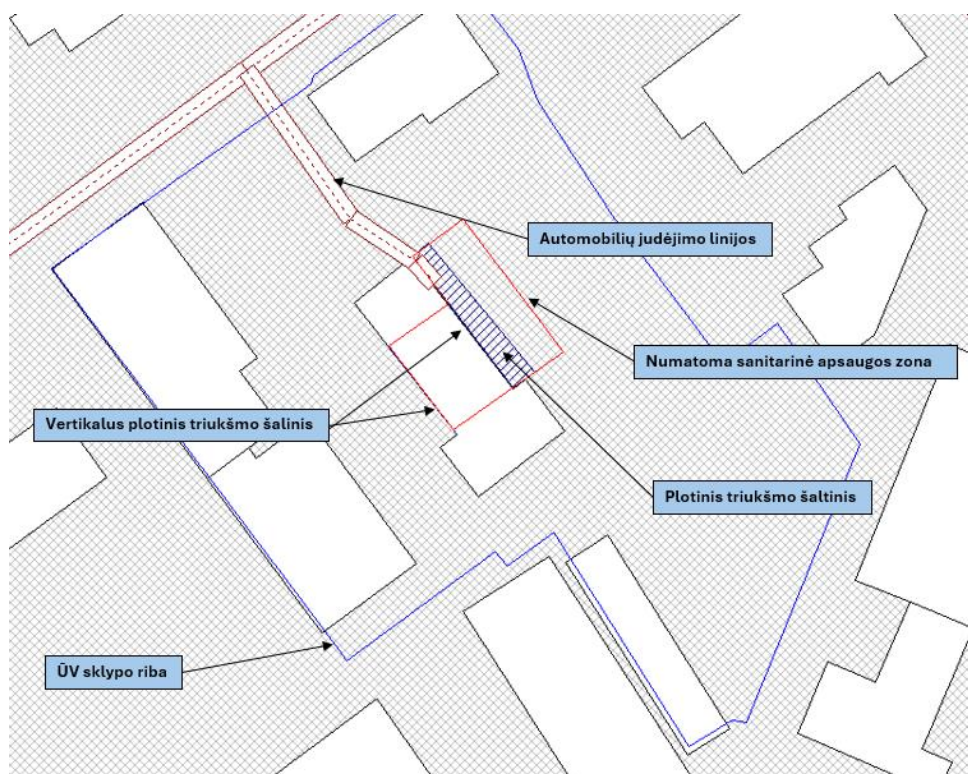 Automobilių judėjimo linijos
Numatoma sanitarinė apsaugos zona
Vertikalus plotinis triukšmo šalinis
Plotinis triukšmo šaltinis
ŪV sklypo riba